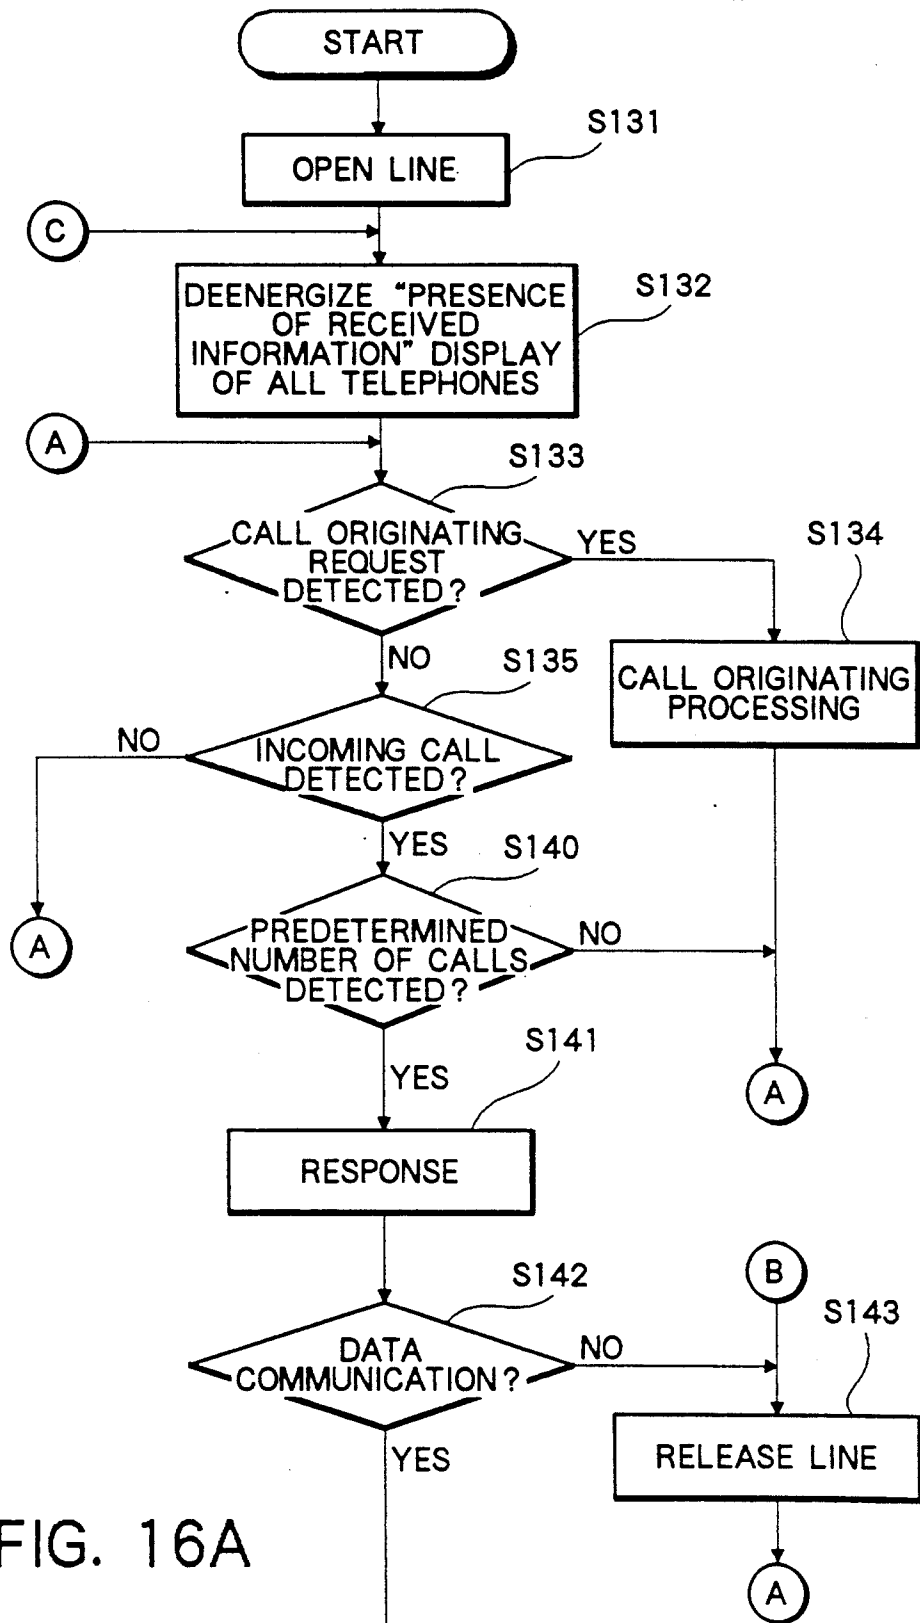 START
S131
OPEN LINE
C
S132
DEENERGIZE "PRESENCE
OF RECEIVED
INFORMATION" DISPLAY
OF ALL TELEPHONES
A
S133
CALL ORIGINATING
REQUEST
DETECTED?
YES
S134
NO
S135
CALL ORIGINATING
PROCESSING
NO
INCOMING CALL
DETECTED?
YES
S140
A
PREDETERMINED
NUMBER OF CALLS
DETECTED?
NO
S141
YES
A
RESPONSE
S142
B
S143
DATA
COMMUNICATION?
NO
YES
RELEASE LINE
FIG. 16A
A